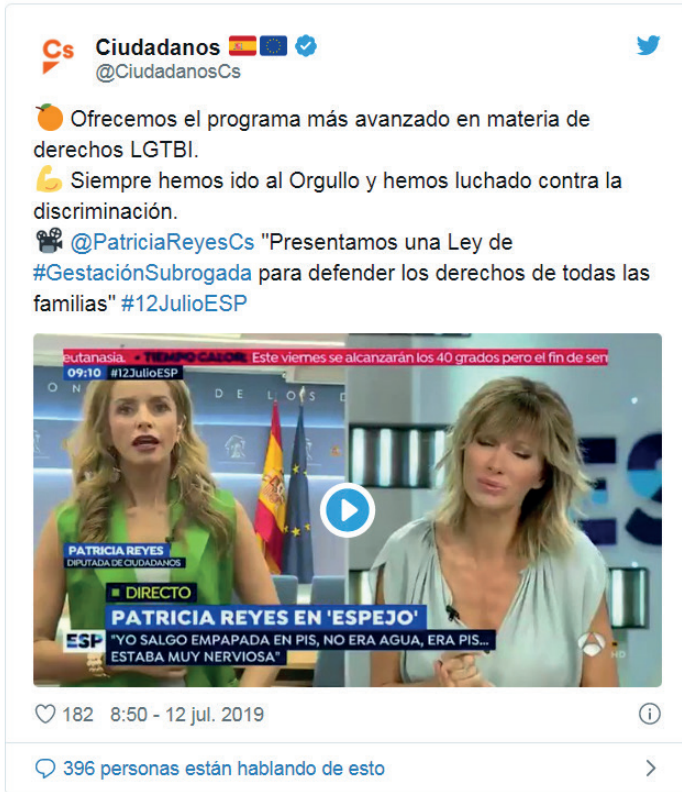 Cs
Ciudadanos
@CiudadanosCs
Ofrecemos el programa más avanzado en materia de
derechos LGTBI.
Siempre hemos ido al Orgullo y hemos luchado contra la
discriminación.
@PatriciaReyesCs "Presentamos una Ley de
#GestaciónSubrogada para defender los derechos de todas las
familias" #12JulioESP
eutanasia. • TIEMPO CALOR: Este viernes se alcanzarán los 40 grados pero el fin de sem
09:10 #12JulioESP
DE LOS D
ES
PATRICIA REYES
DIPUTADA DE CIUDADANOS
DIRECTO
PATRICIA REYES EN 'ESPEJO'
ESP "YO SALGO EMPAPADA EN PIS, NO ERA AGUA, ERA PIS...
ESTABA MUY NERVIOSA"
HD
182 8:50 - 12 jul. 2019
396 personas están hablando de esto